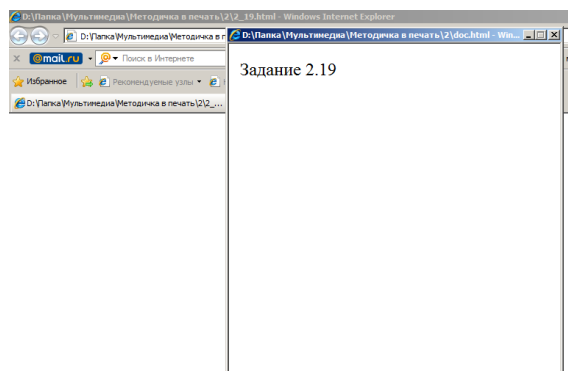 D:\Папка\Мультимедиа\Методичка в печать\2\2_19.html - Windows Internet Explorer
D:\Папка\Мультимедиа\Методичка в п
D:\Папка\Мультимедиа\Методичка в печать\2\doc.html - Win...
@mail.ru
Поиск в Интернете
Задание 2.19
Избранное
Рекомендуемые узлы
D:\Папка\Мультимедиа\Методичка в печать\2\2_...